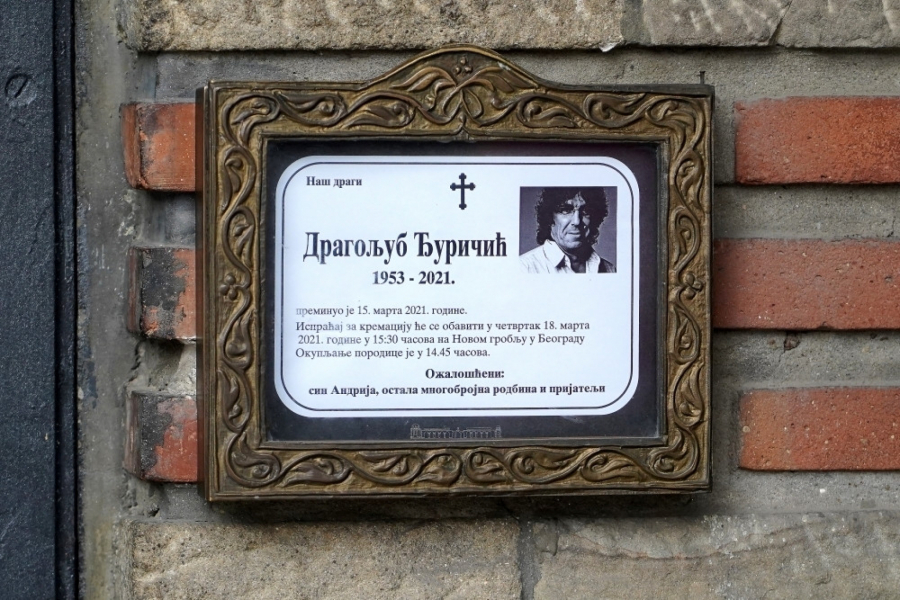 Наш драги
Драгољуб Ђуричић
1953 - 2021.
преминуо је 15. марта 2021. године.
Испраћај за кремацију ће се обавити у четвртак 18. марта
2021. године у 15:30 часова на Новом гробљу у Београду
Окупљање породице је у 14.45 часова.
Ожалошћени:
син Андрија, остала многобројна родбина и пријатељи